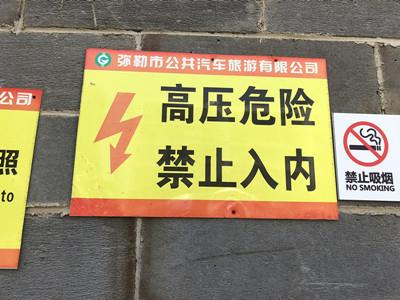 弥勒市公共汽车旅游有限公司
高压危险
禁止入内
公司
照
to
禁止吸烟
NO SMOKING